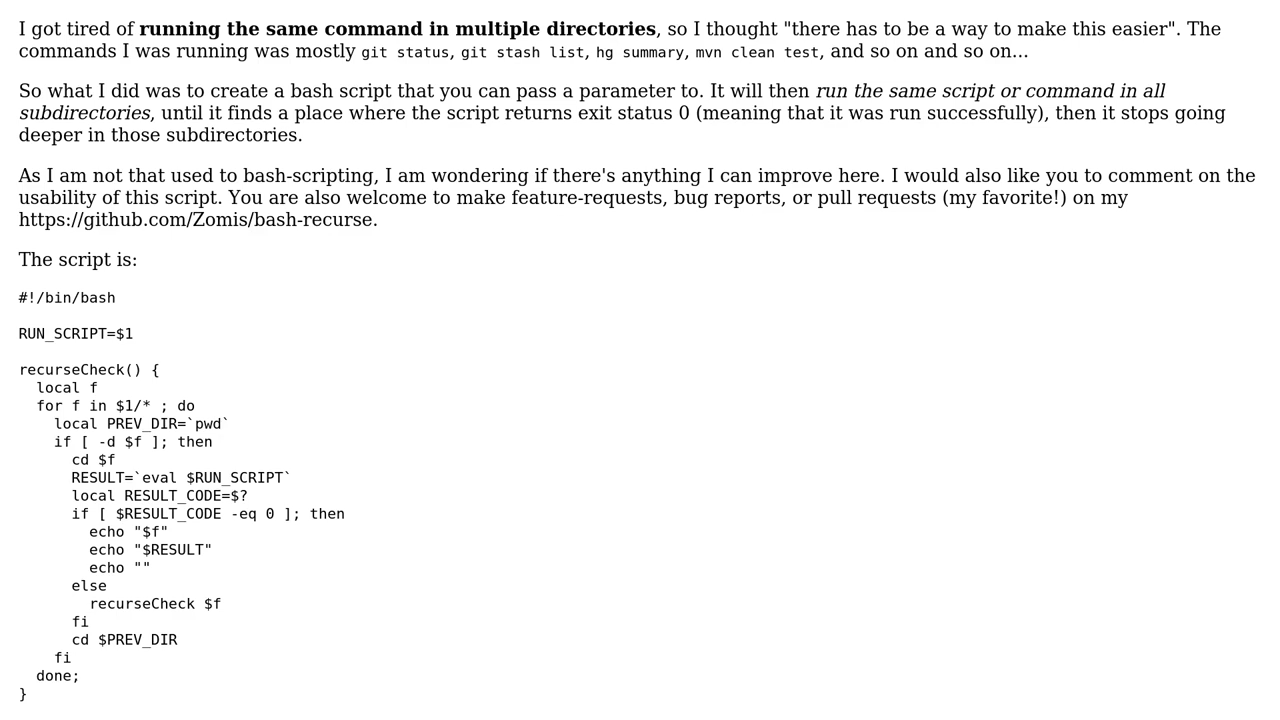 I got tired of running the same command in multiple directories, so I thought "there has to be a way to make this easier". The
commands I was running was mostly git status, git stash list, hg summary, mvn clean test, and so on and so on...
So what I did was to create a bash script that you can pass a parameter to. It will then run the same script or command in all
subdirectories, until it finds a place where the script returns exit status 0 (meaning that it was run successfully), then it stops going
deeper in those subdirectories.
As I am not that used to bash-scripting, I am wondering if there's anything I can improve here. I would also like you to comment on the
usability of this script. You are also welcome to make feature-requests, bug reports, or pull requests (my favorite!) on my
https://github.com/Zomis/bash-recurse.
The script is:
#!/bin/bash
RUN_SCRIPT=$1
recurseCheck() {
  local f
  for f in $1/* ; do
    local PREV_DIR=`pwd`
    if [ -d $f ]; then
      cd $f
      RESULT=`eval $RUN_SCRIPT`
      local RESULT_CODE=$?
      if [ $RESULT_CODE -eq 0 ]; then
        echo "$f"
        echo "$RESULT"
        echo ""
      else
        recurseCheck $f
      fi
      cd $PREV_DIR
    fi
  done;
}